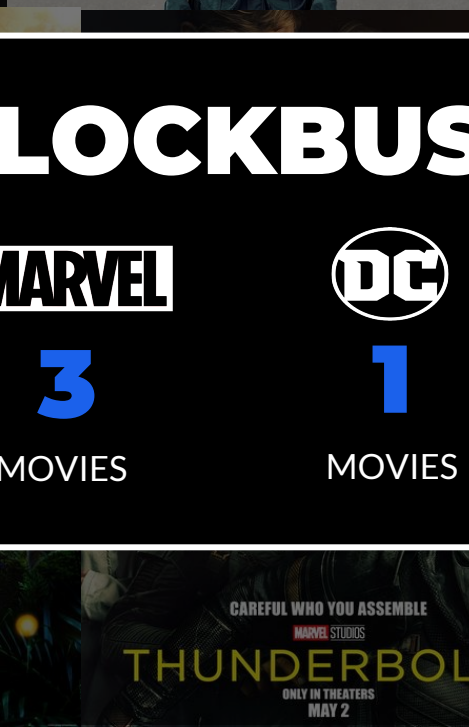 LOCKBUS
MARVEL DC
3 1
MOVIES MOVIES
CAREFUL WHO YOU ASSEMBLE
MARVEL STUDIOS
THUNDERBOL
ONLY IN THEATERS
MAY 2